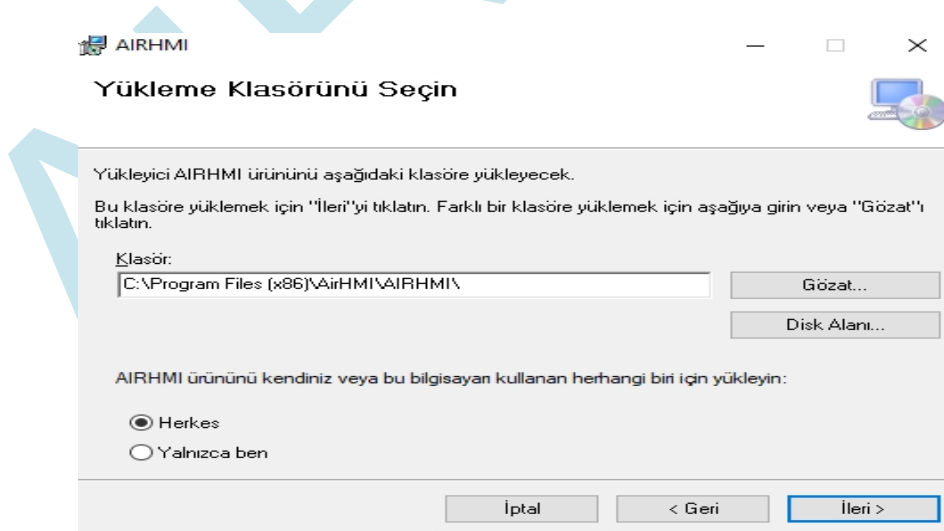 AIRHMI
Yükleme Klasörünü Seçin
Yükleyici AIRHMI ürününü aşağıdaki klasöre yükleyecek.
Bu klasöre yüklemek için "İleri"yi tıklatın. Farklı bir klasöre yüklemek için aşağıya girin veya "Gözat"ı
tıklatın.
Klasör:
C:\Program Files (x86)\AirHMI\AIRHMI\
Gözat...
Disk Alanı...
AIRHMI ürününü kendiniz veya bu bilgisayarı kullanan herhangi biri için yükleyin:
Herkes
Yalnızca ben
İptal
< Geri
İleri >